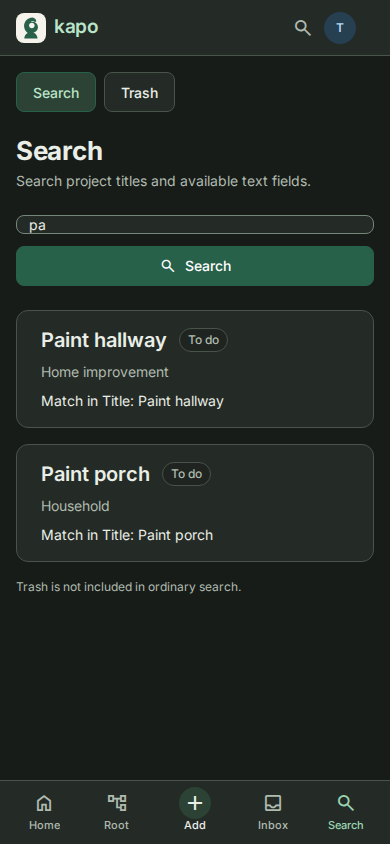 kapo
T
Search
Trash
Search
Search project titles and available text fields.
pa
Search
Paint hallway
To do
Home improvement
Match in Title: Paint hallway
Paint porch
To do
Household
Match in Title: Paint porch
Trash is not included in ordinary search.
Home
Root
Add
Inbox
Search